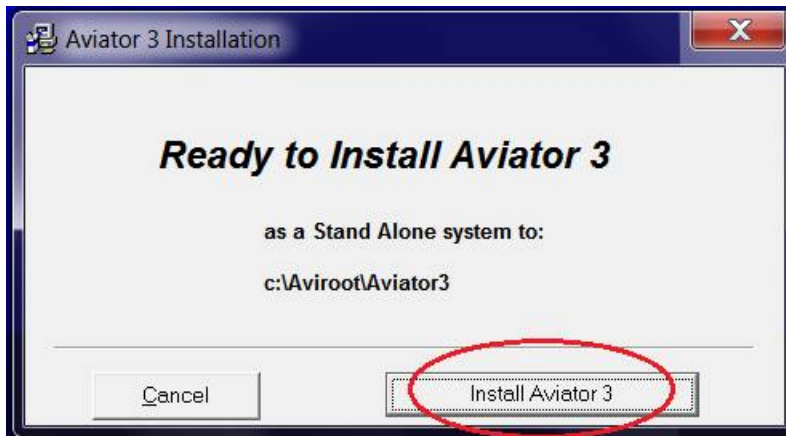 Aviator 3 Installation
Ready to Install Aviator 3
as a Stand Alone system to:
c:\Aviroot\Aviator3
Cancel
Install Aviator 3